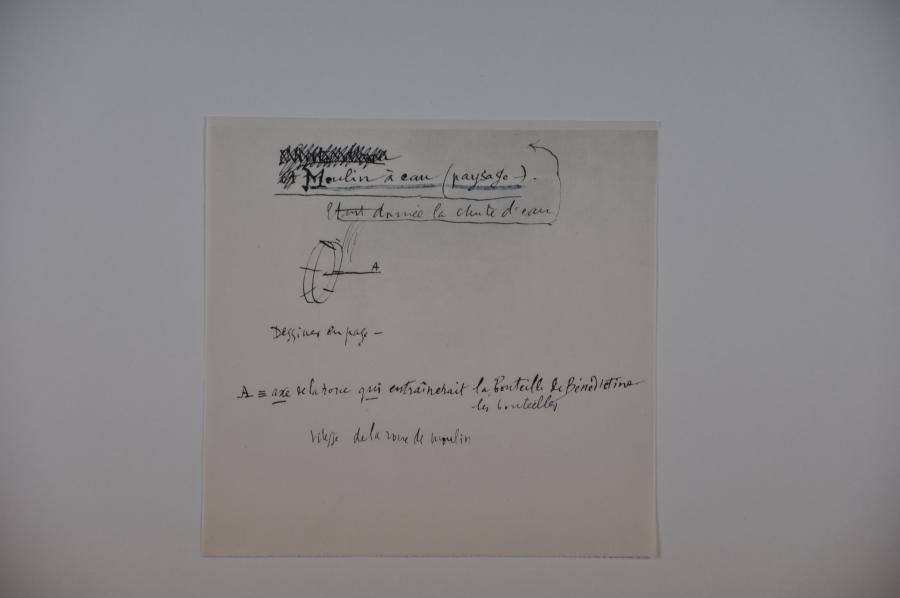 Moulin à eau (paysage–).
Etant donnée la chute d'eau
A
Dessiner en page –
A ≡ axe de la roue qui entraînerait la Bouteille de Bénédictine
les bouteilles
vitesse de la roue de moulin